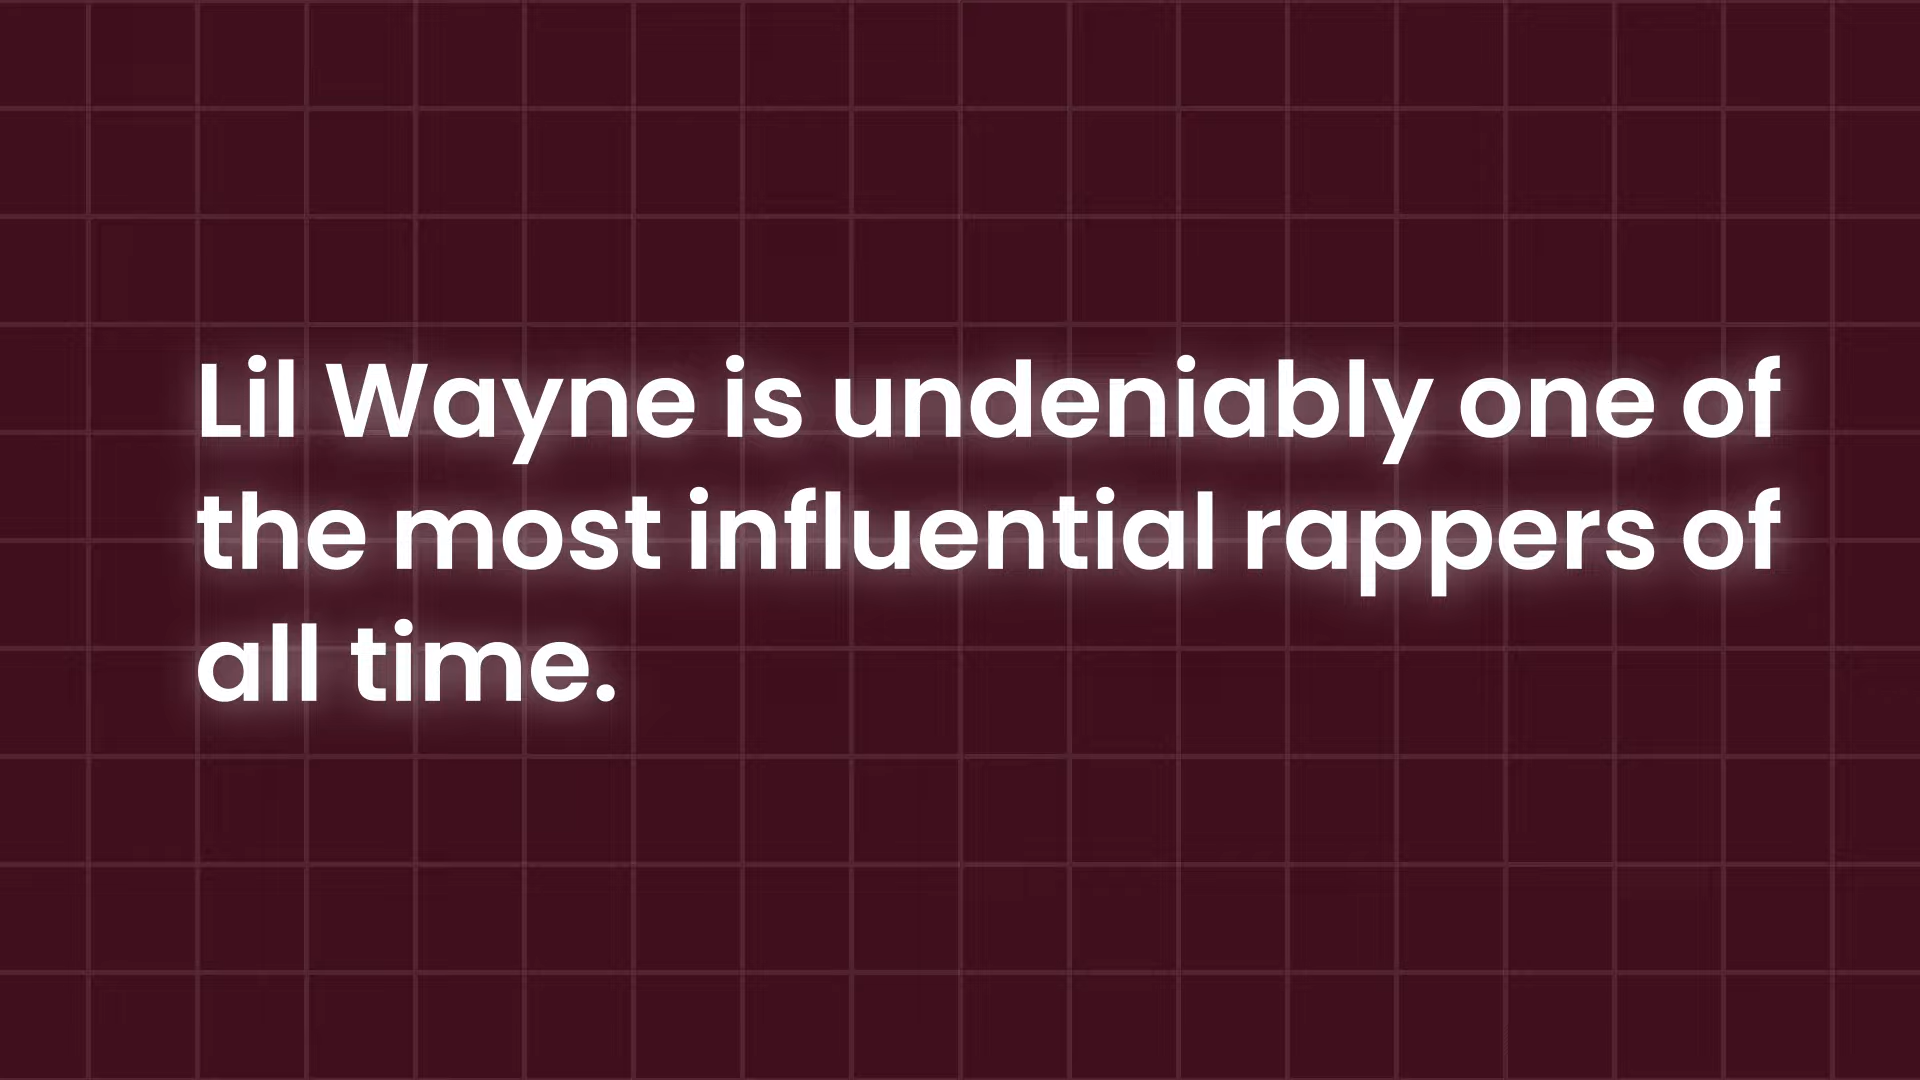 Lil Wayne is undeniably one of
the most influential rappers of
all time.